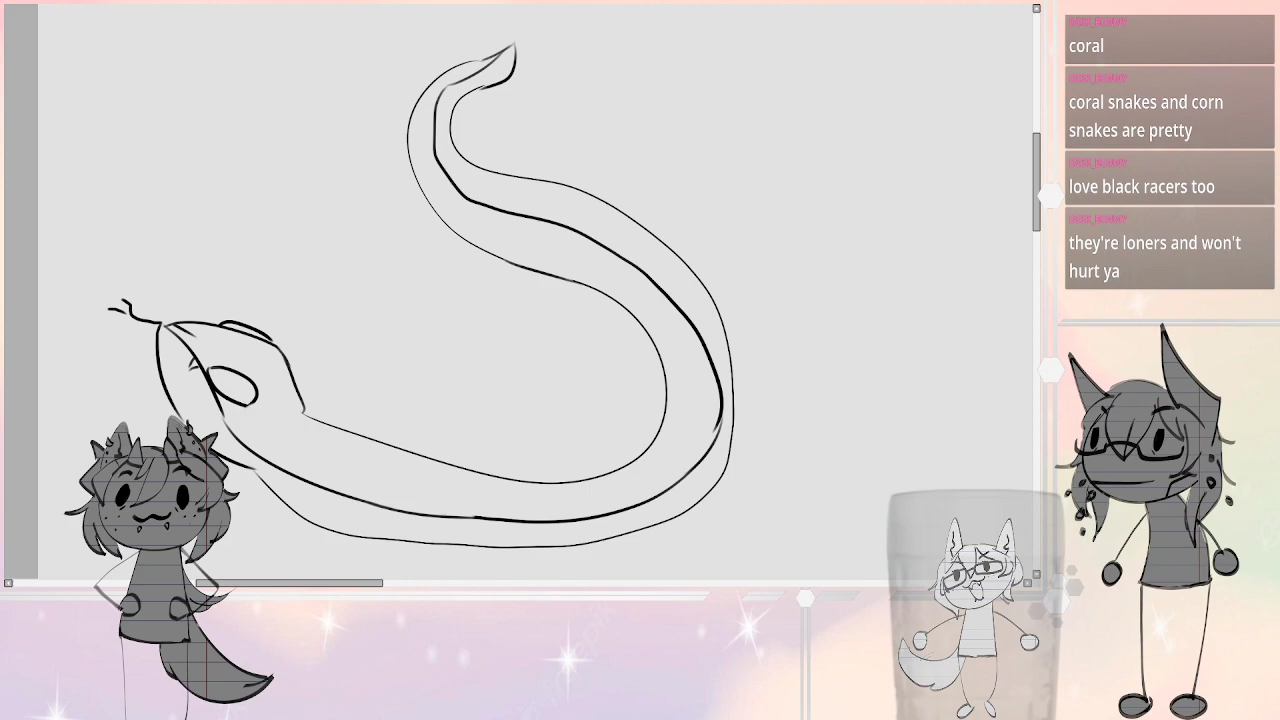 coral
coral snakes and corn
snakes are pretty
love black racers too
they're loners and won't
hurt ya